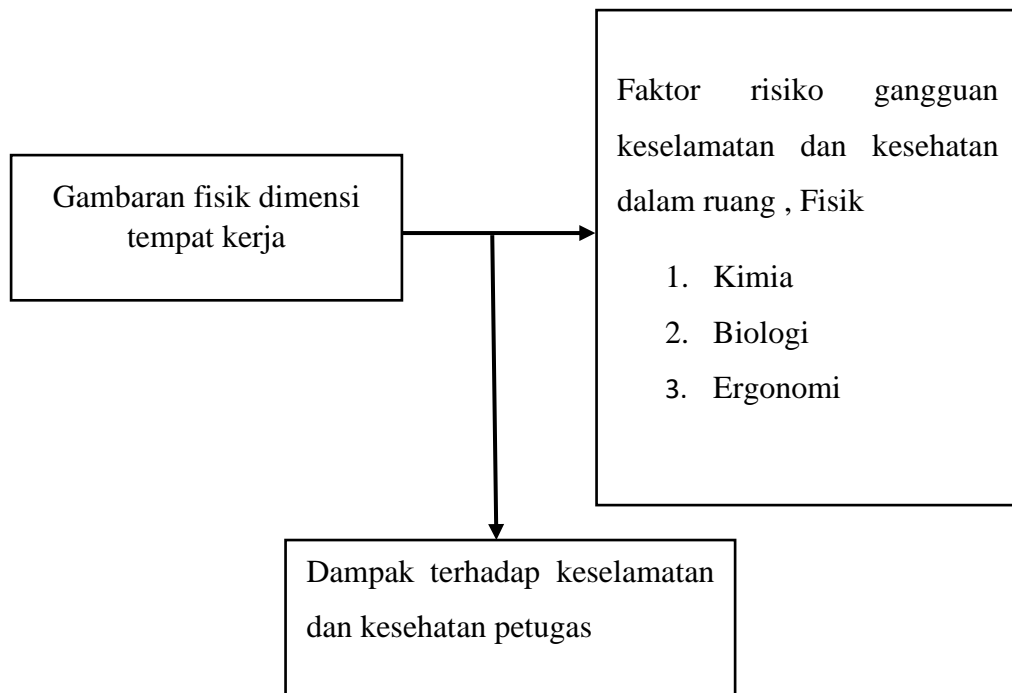 Gambaran fisik dimensi
tempat kerja
Faktor risiko gangguan
keselamatan dan kesehatan
dalam ruang , Fisik
1. Kimia
2. Biologi
3. Ergonomi
Dampak terhadap keselamatan
dan kesehatan petugas